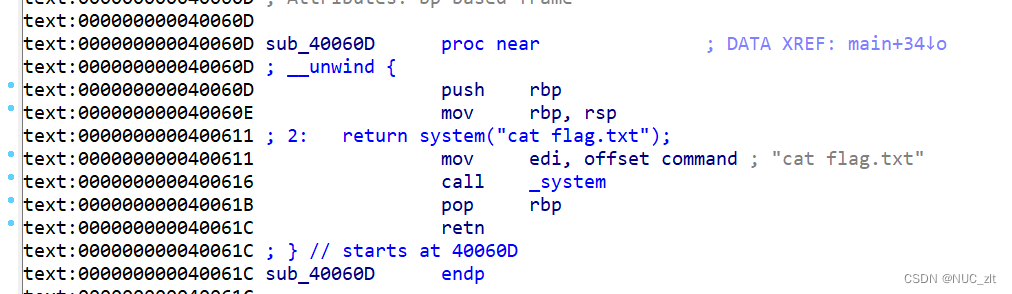 ; Attributes: bp-based frame
text:000000000040060D
text:000000000040060D
text:000000000040060D sub_40060D proc near ; DATA XREF: main+34↓o
text:000000000040060D ; __unwind {
text:000000000040060D push rbp
text:000000000040060E mov rbp, rsp
text:0000000000400611 ; 2: return system("cat flag.txt");
text:0000000000400611 mov edi, offset command ; "cat flag.txt"
text:0000000000400616 call _system
text:000000000040061B pop rbp
text:000000000040061C retn
text:000000000040061C ; } // starts at 40060D
text:000000000040061C sub_40060D endp
CSDN @NUC_zlt